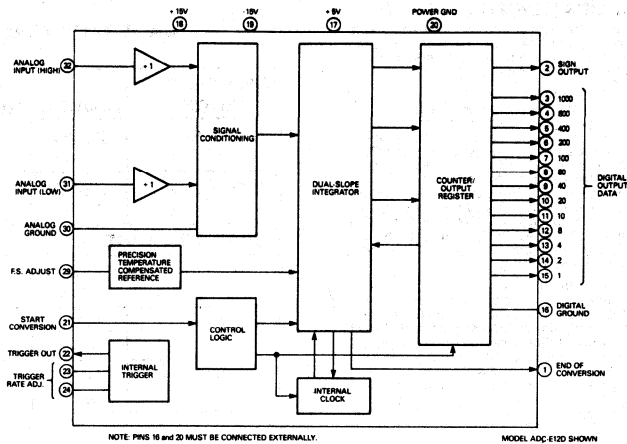 + 15V
-15V
+ 5V
POWER GND
18
19
17
20
ANALOG
INPUT (HIGH)
32
÷ 1
SIGNAL
CONDITIONING
ANALOG
INPUT (LOW)
31
÷ 1
ANALOG
GROUND
30
DUAL-SLOPE
INTEGRATOR
COUNTER/
OUTPUT
REGISTER
2 SIGN
OUTPUT
3 1000
4 800
5 400
6 200
7 100
8 80
9 40
10 20
11 10
12 8
13 4
14 2
15 1
DIGITAL
OUTPUT
DATA
16 DIGITAL
GROUND
F.S. ADJUST 29
PRECISION
TEMPERATURE
COMPENSATED
REFERENCE
START
CONVERSION
21
CONTROL
LOGIC
TRIGGER OUT 22
TRIGGER
RATE ADJ.
23
24
INTERNAL
TRIGGER
INTERNAL
CLOCK
1 END OF
CONVERSION
NOTE: PINS 16 and 20 MUST BE CONNECTED EXTERNALLY.
MODEL ADC-E12D SHOWN